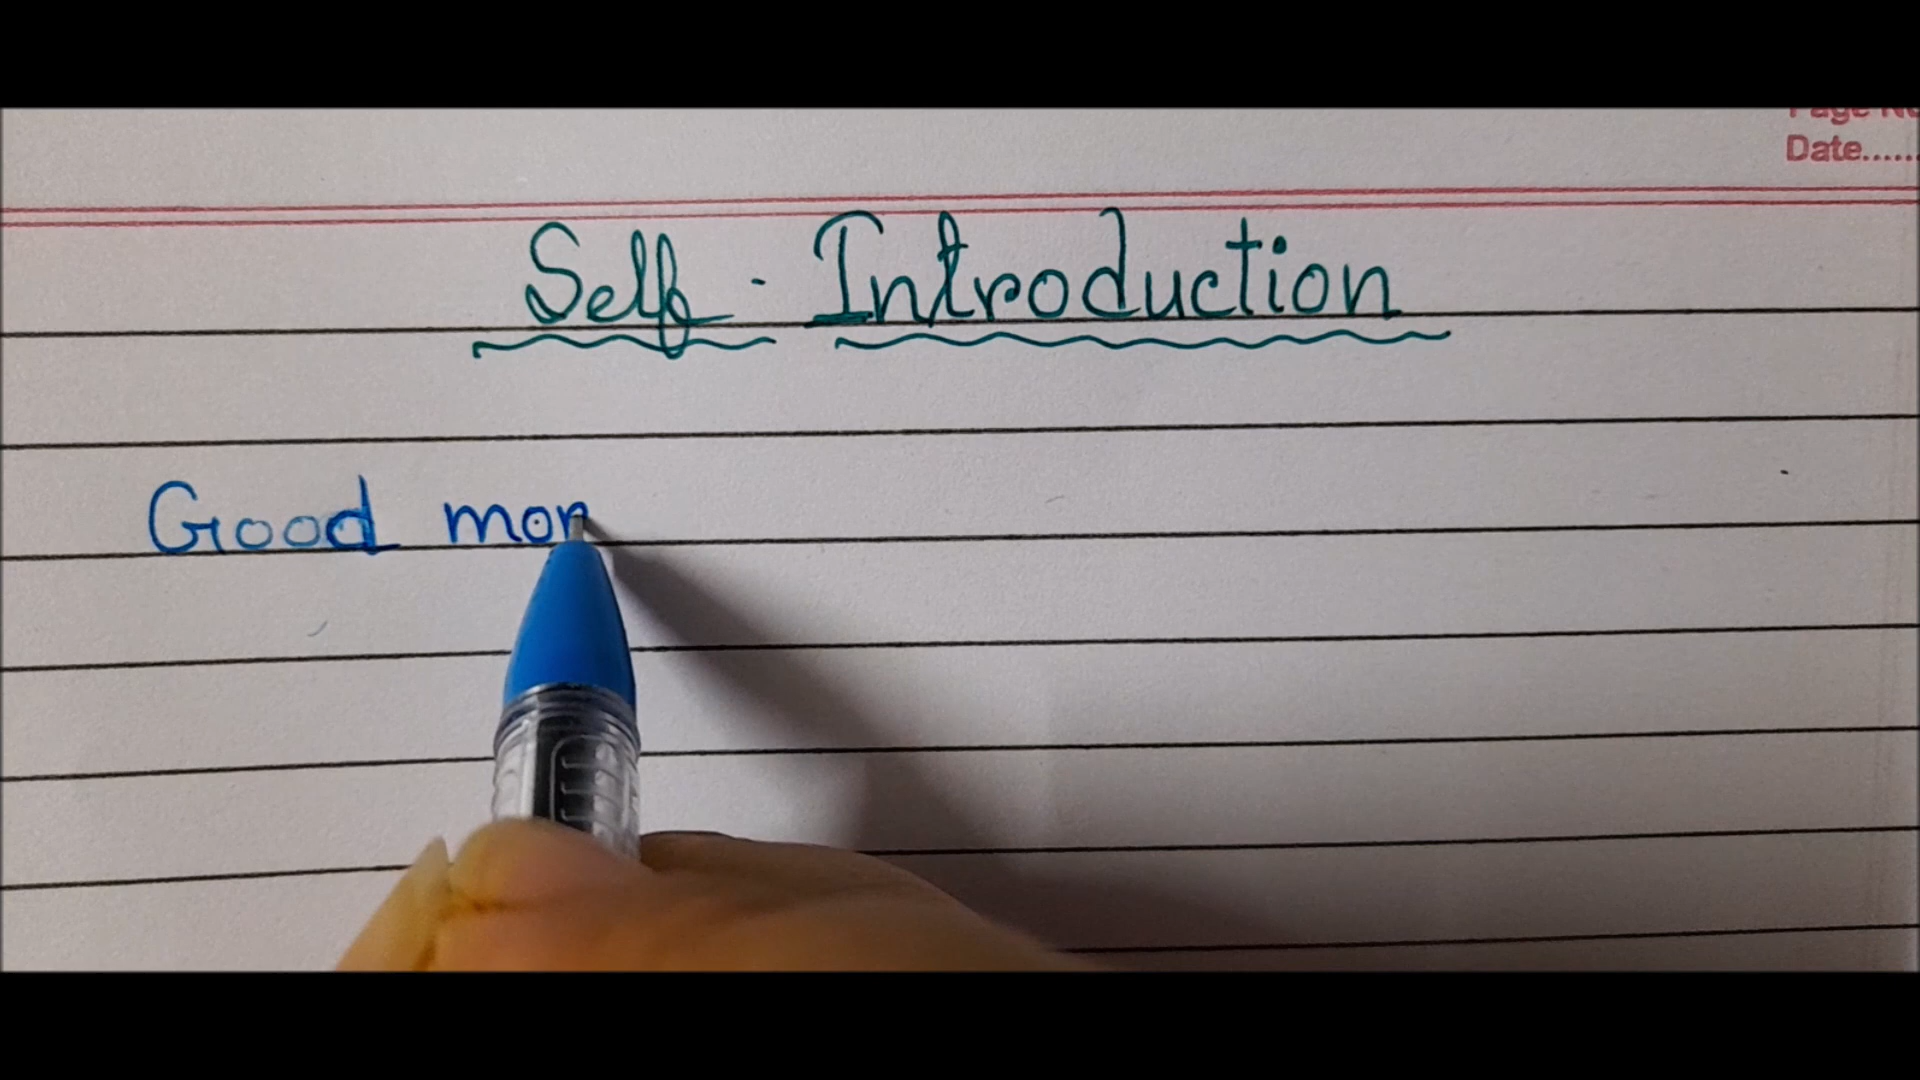 Date......
Self - Introduction
Good mor